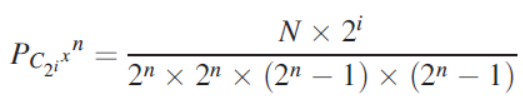 $P_{C_{2^i} x^n} = \frac{N \times 2^i}{2^n \times 2^n \times (2^n - 1) \times (2^n - 1)}$